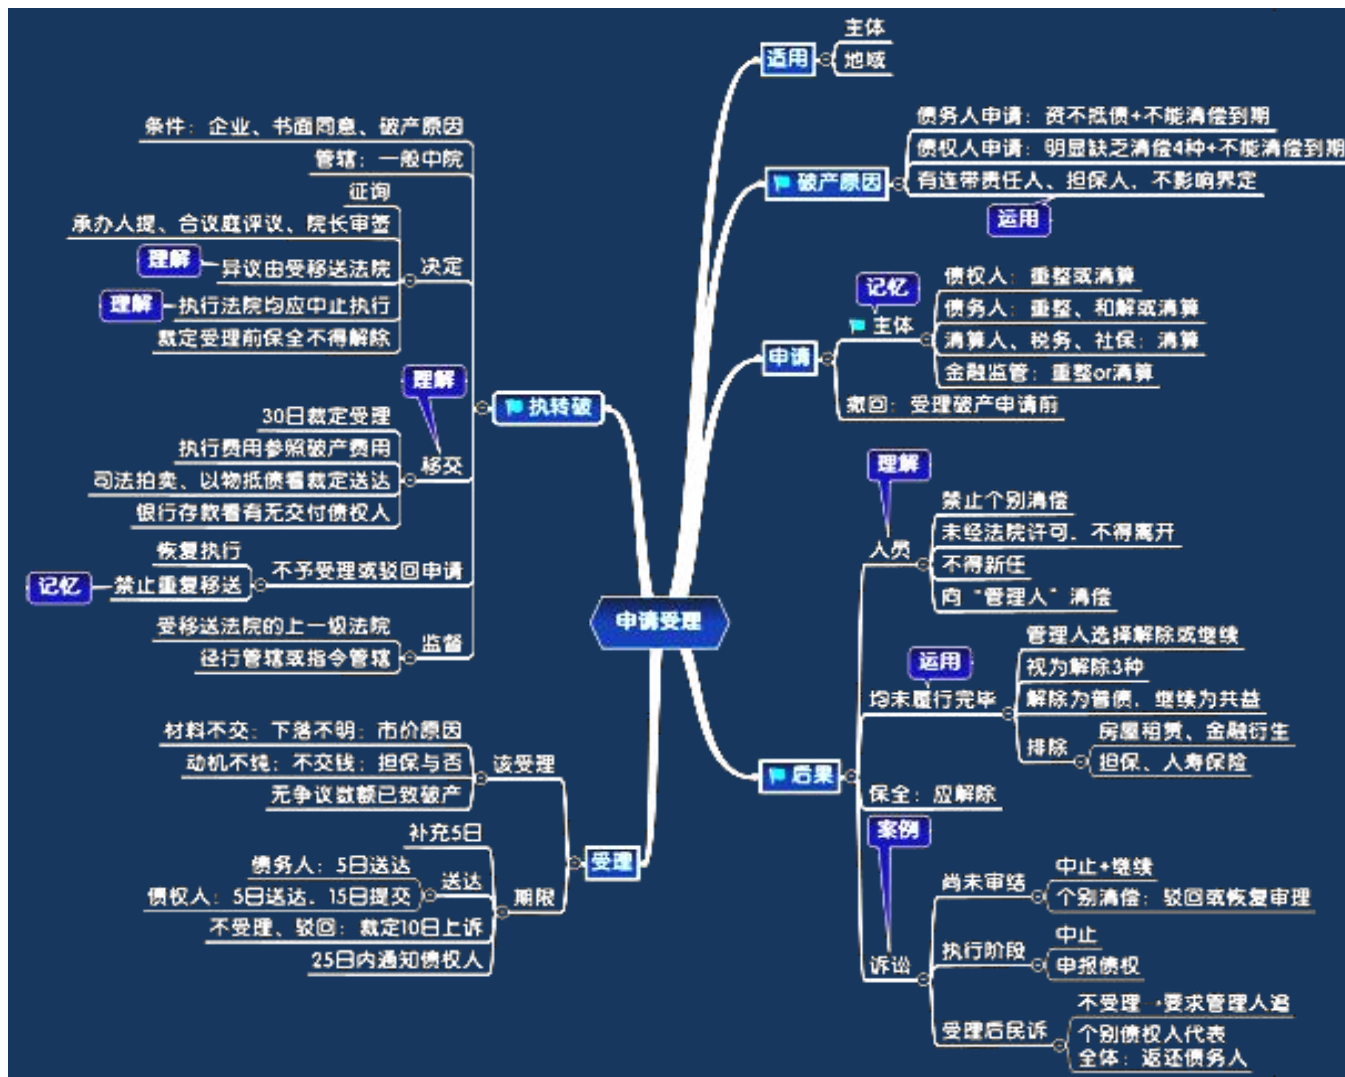 申请受理
适用
主体
地域
破产原因
债务人申请：资不抵债+不能清偿到期
债权人申请：明显缺乏清偿4种+不能清偿到期
有连带责任人、担保人，不影响界定
运用
申请
记忆
主体
债权人：重整或清算
债务人：重整、和解或清算
清算人、税务、社保：清算
金融监管：重整or清算
撤回：受理破产申请前
后果
理解
人员
禁止个别清偿
未经法院许可，不得离开
不得新任
向“管理人”清偿
运用
均未履行完毕
管理人选择解除或继续
视为解除3种
解除为普债，继续为共益
排除
房屋租赁、金融衍生
担保、人寿保险
保全：应解除
案例
诉讼
尚未审结
中止+继续
个别清偿：驳回或恢复审理
执行阶段
中止
申报债权
受理后民诉
不受理→要求管理人追
个别债权人代表
全体：返还债务人
执转破
条件：企业、书面同意、破产原因
管辖：一般中院
决定
征询
承办人提、合议庭评议、院长审签
理解
异议由受移送法院
理解
执行法院均应中止执行
裁定受理前保全不得解除
理解
移交
30日裁定受理
执行费用参照破产费用
司法拍卖、以物抵债看裁定送达
银行存款看有无交付债权人
不予受理或驳回申请
恢复执行
记忆
禁止重复移送
监督
受移送法院的上一级法院
径行管辖或指令管辖
受理
该受理
材料不交；下落不明；市价原因
动机不纯；不交钱；担保与否
无争议数额已致破产
期限
补充5日
送达
债务人：5日送达
债权人：5日送达，15日提交
不受理、驳回：裁定10日上诉
25日内通知债权人